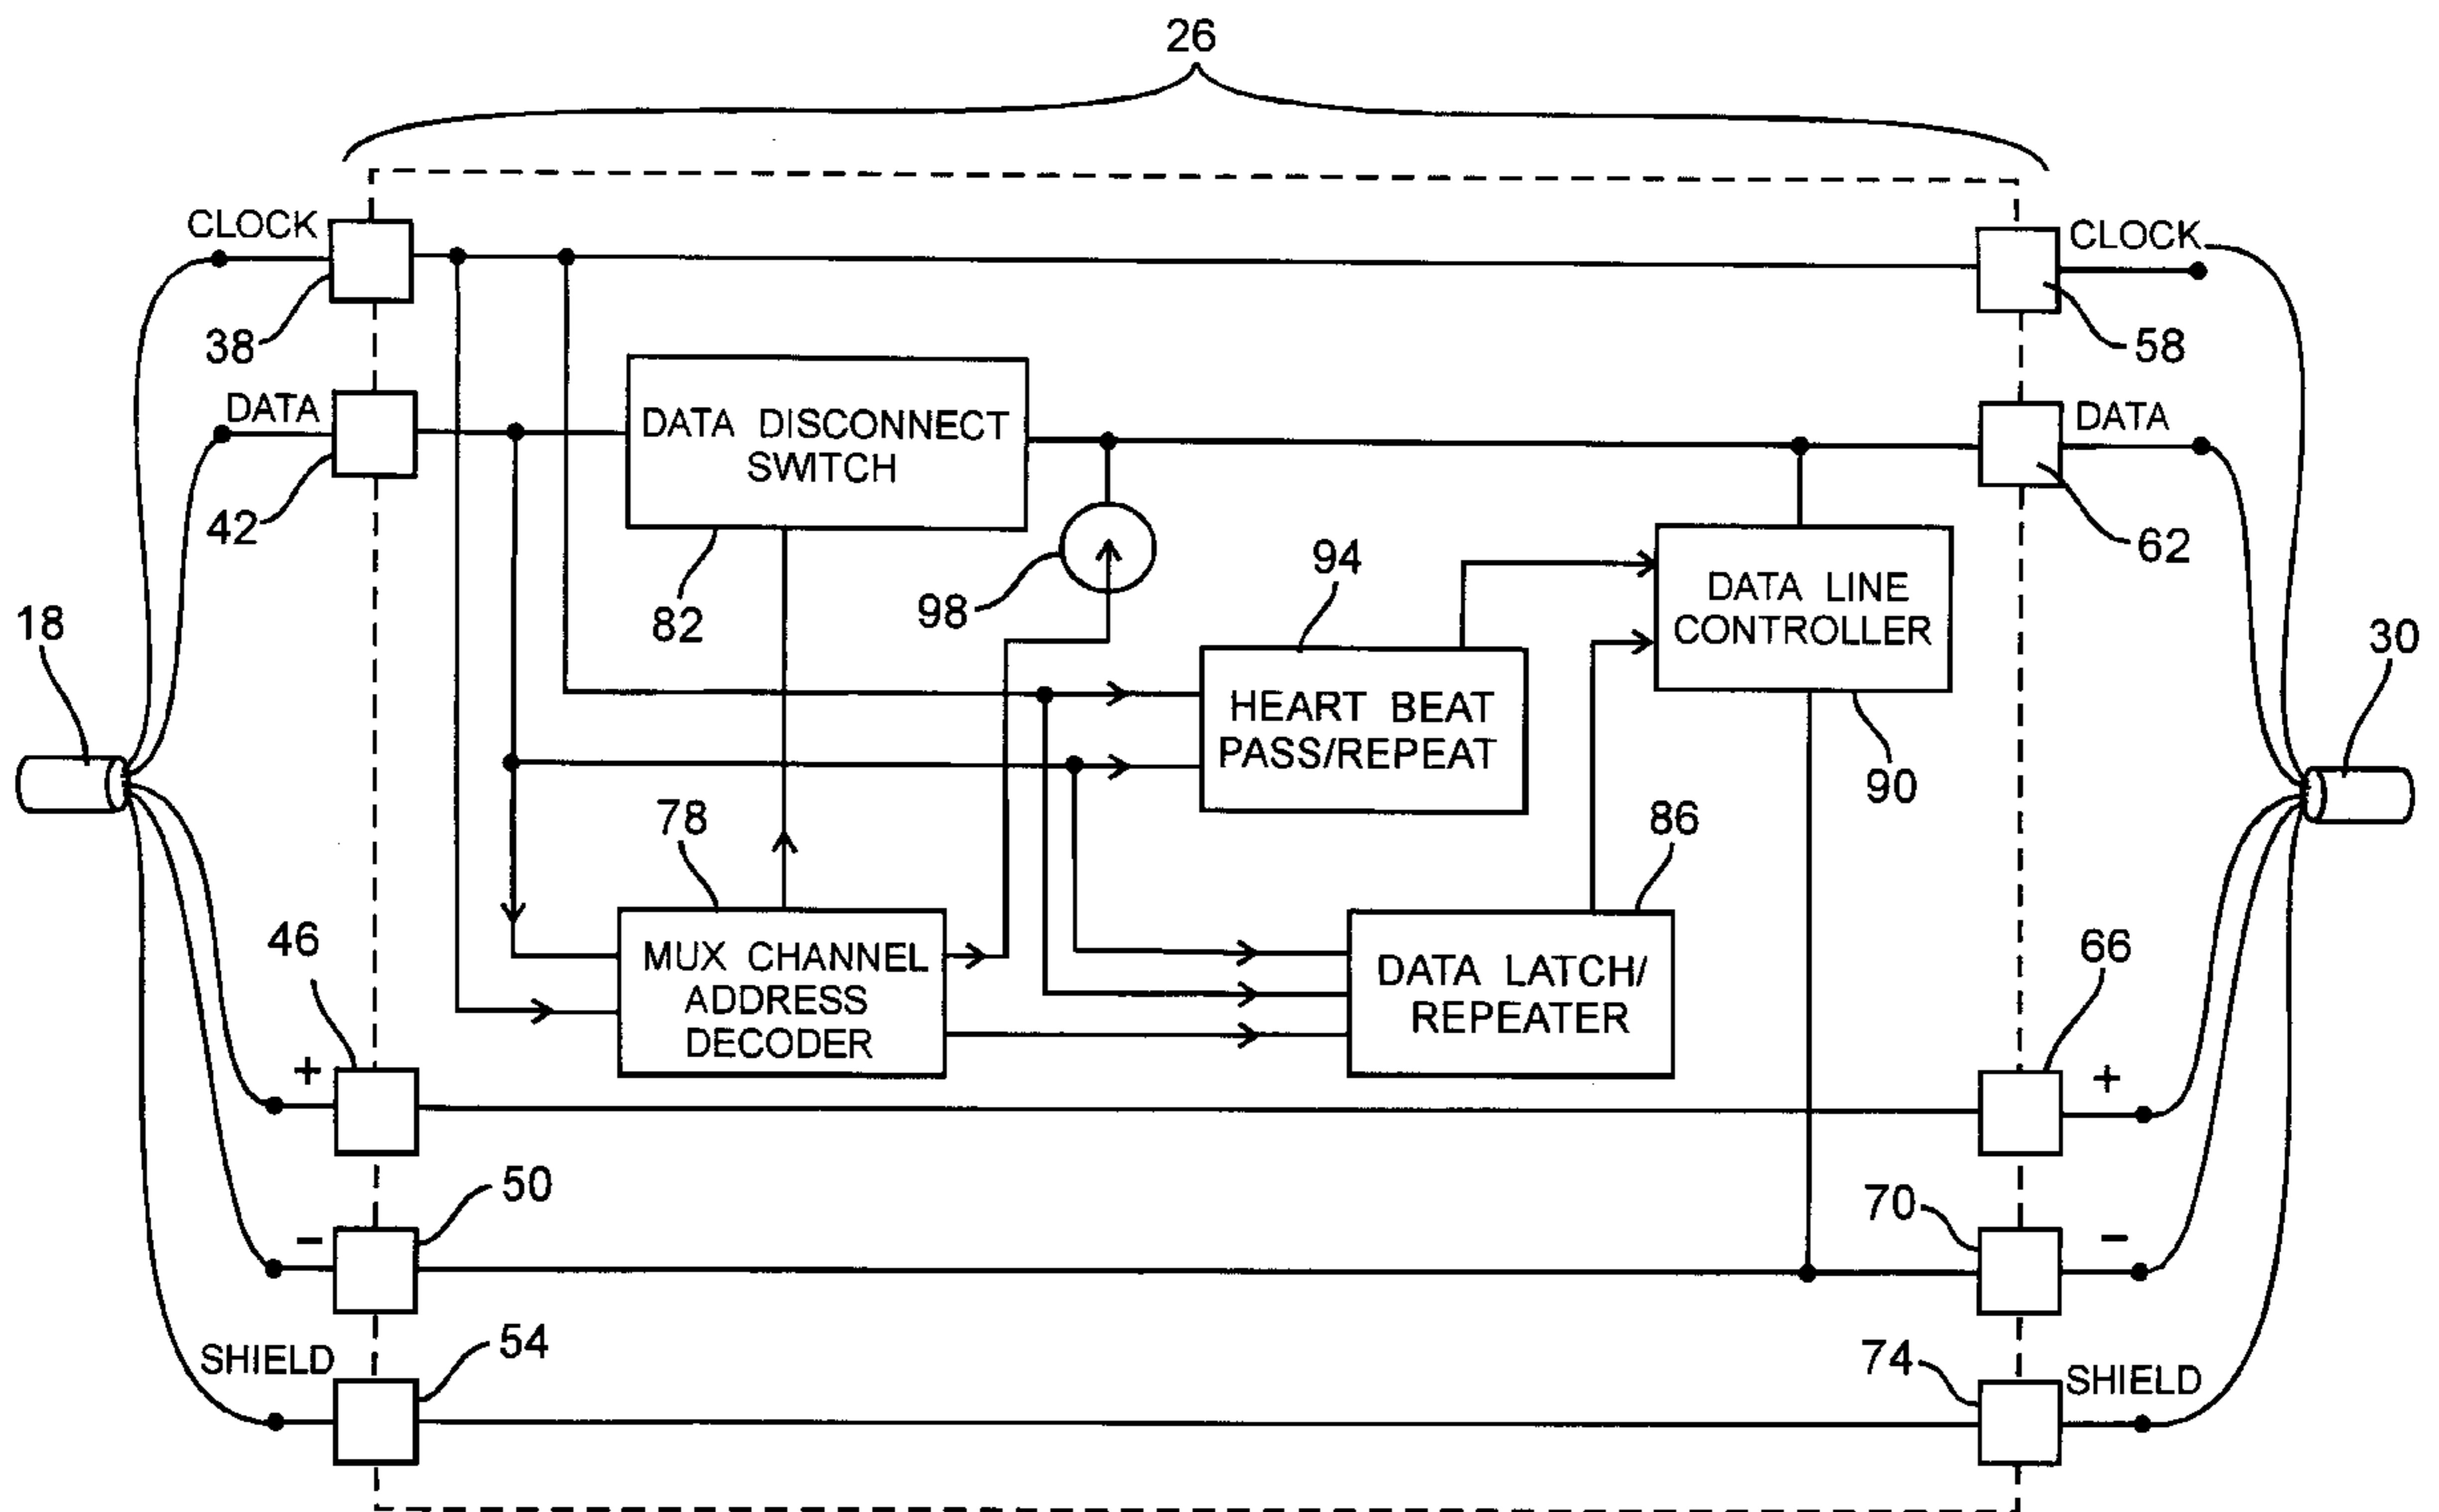 26
CLOCK
CLOCK
38
58
DATA
DATA
DATA DISCONNECT
SWITCH
42
62
82
98
94
DATA LINE
CONTROLLER
18
30
HEART BEAT
PASS/REPEAT
90
78
86
46
66
MUX CHANNEL
ADDRESS
DECODER
DATA LATCH/
REPEATER
+
+
50
70
−
−
54
74
SHIELD
SHIELD